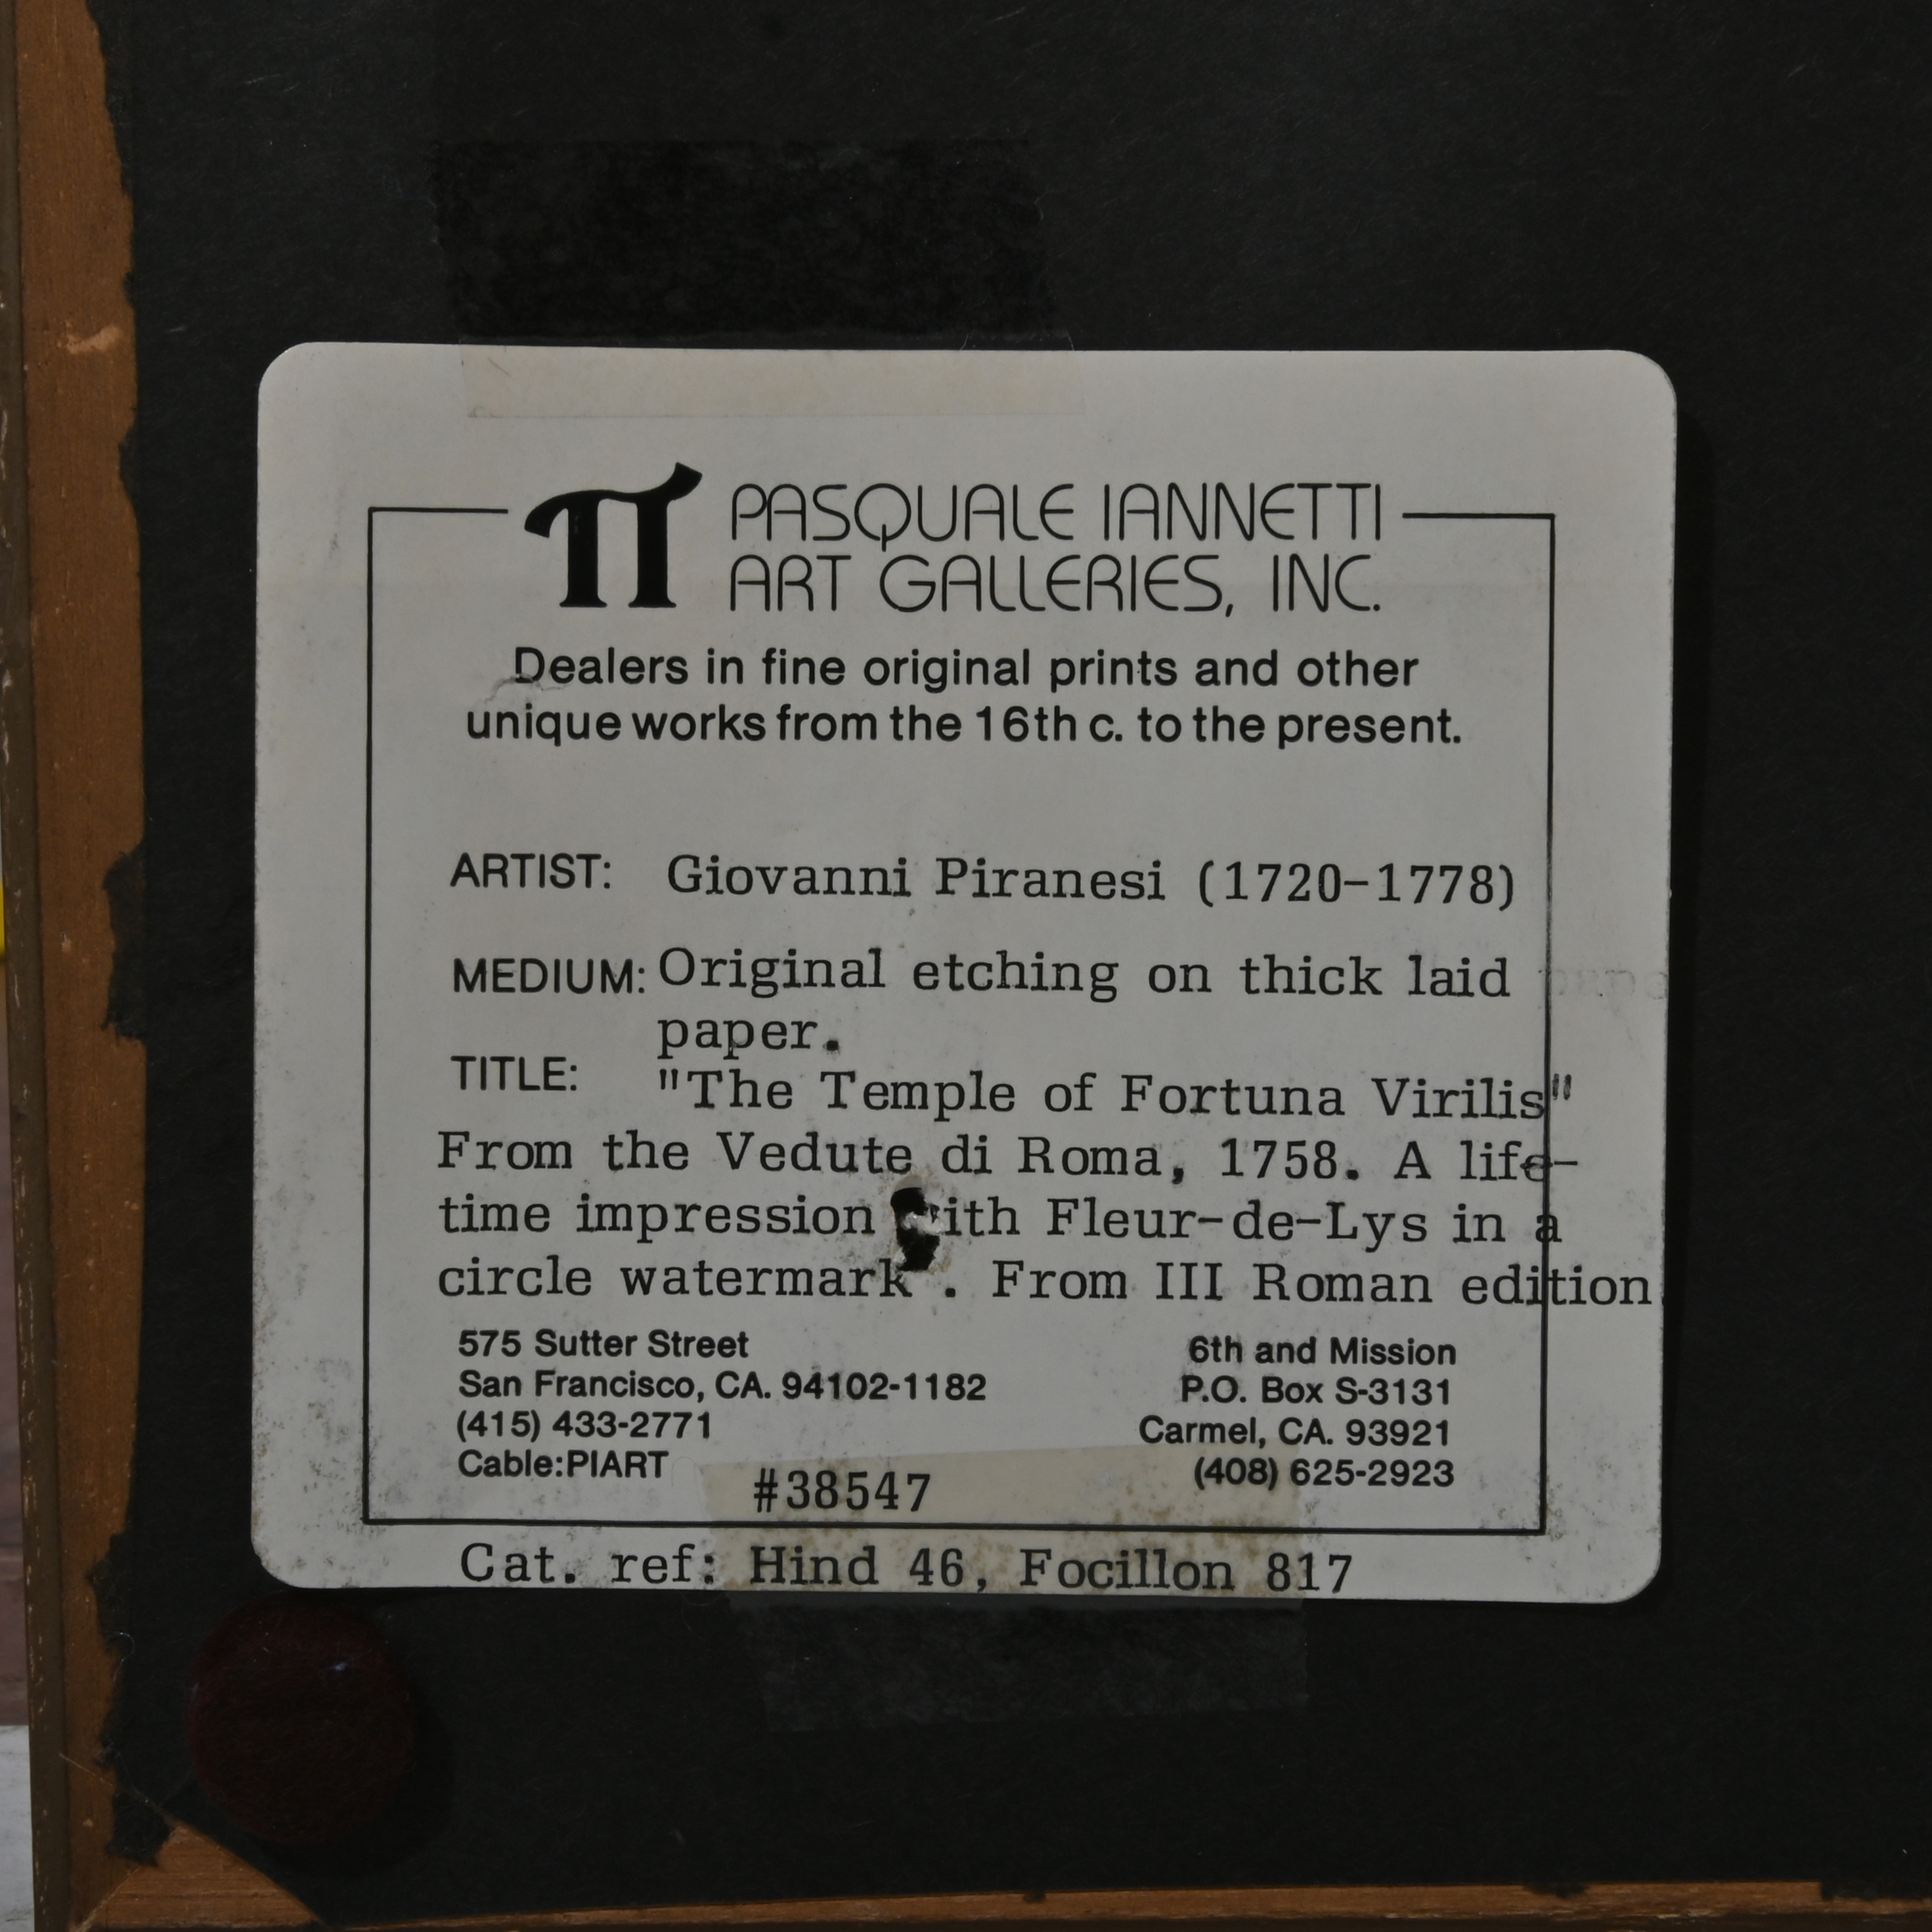 π PASQUALE IANNETTI
ART GALLERIES, INC.
Dealers in fine original prints and other
unique works from the 16th c. to the present.
ARTIST: Giovanni Piranesi (1720-1778)
MEDIUM: Original etching on thick laid
paper.
TITLE: "The Temple of Fortuna Virilis"
From the Vedute di Roma, 1758. A life-
time impression with Fleur-de-Lys in a
circle watermark . From III Roman edition
575 Sutter Street
San Francisco, CA. 94102-1182
(415) 433-2771
Cable:PIART
6th and Mission
P.O. Box S-3131
Carmel, CA. 93921
(408) 625-2923
#38547
Cat. ref: Hind 46, Focillon 817